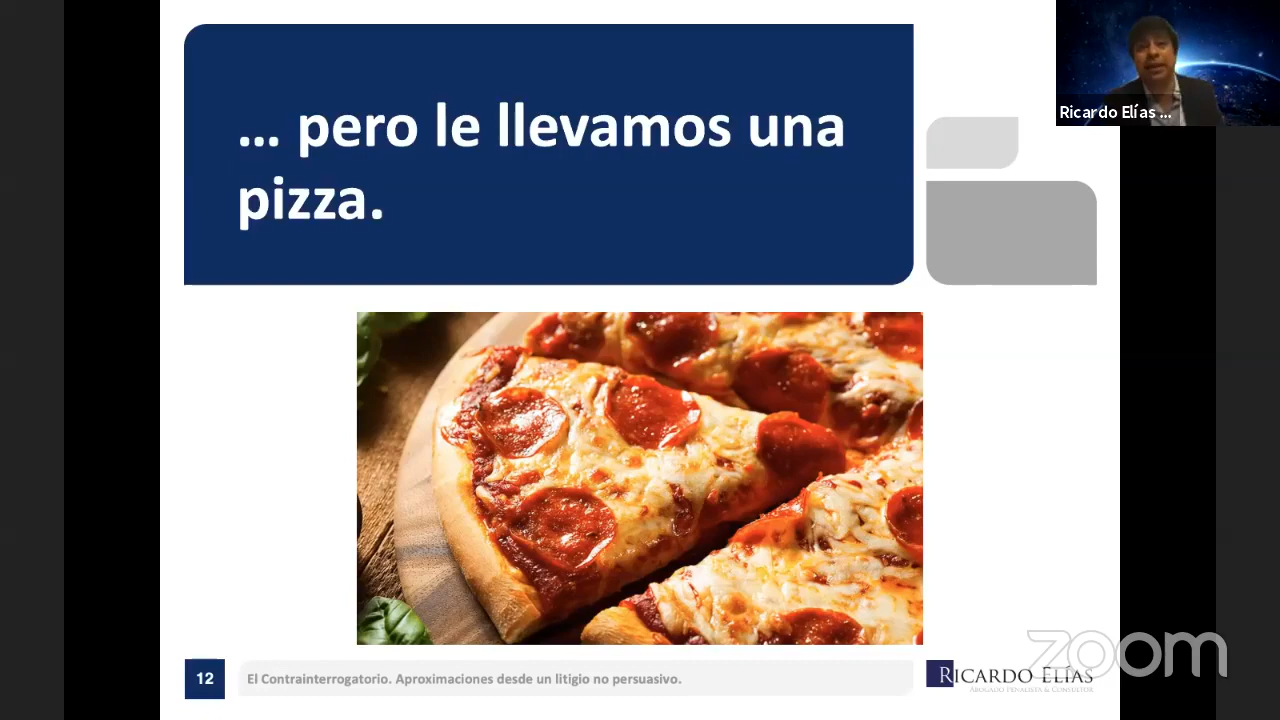 ... pero le llevamos una
pizza.
Ricardo Elías ...
12
El Contrainterrogatorio. Aproximaciones desde un litigio no persuasivo.
RICARDO ELÍAS
ABOGADO PENALISTA & CONSULTOR
zoom